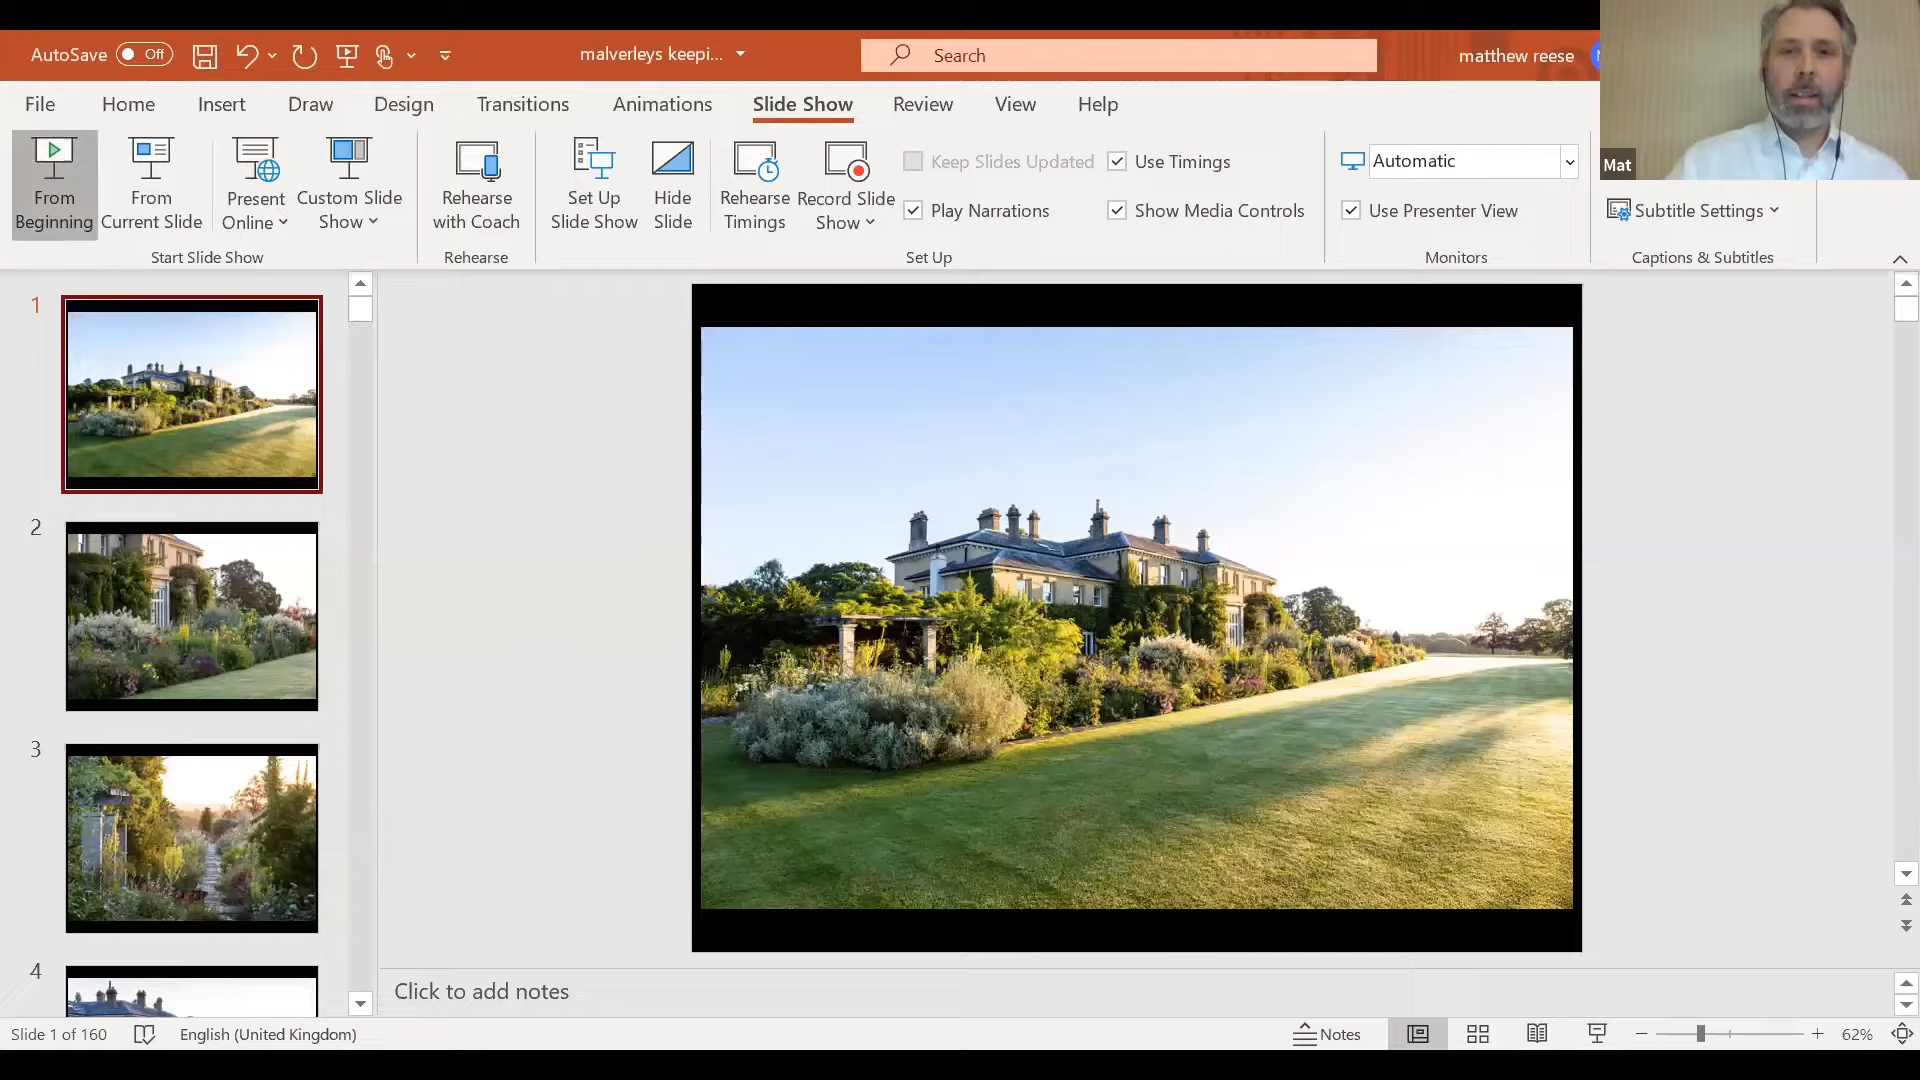 AutoSave Off malverleys keepi... Search matthew reese
File Home Insert Draw Design Transitions Animations Slide Show Review View Help
From Beginning
From Current Slide
Present Online
Custom Slide Show
Start Slide Show
Rehearse with Coach
Rehearse
Set Up Slide Show
Hide Slide
Rehearse Timings
Record Slide Show
Keep Slides Updated
Play Narrations
Use Timings
Show Media Controls
Set Up
Automatic
Use Presenter View
Monitors
Subtitle Settings
Captions & Subtitles
Mat
1
2
3
4
Click to add notes
Slide 1 of 160 English (United Kingdom) Notes 62%